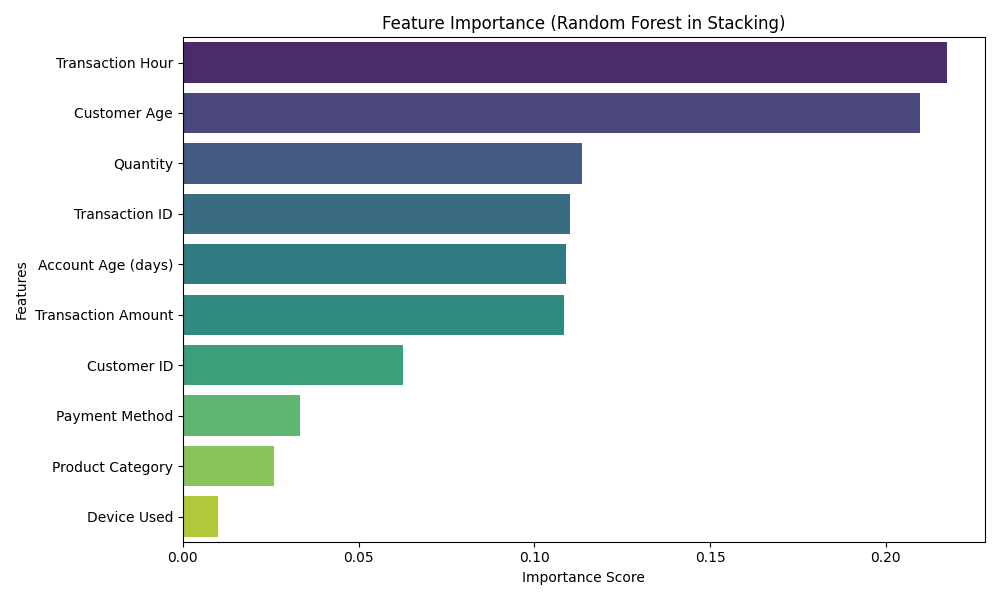 Feature Importance (Random Forest in Stacking)
Transaction Hour
Customer Age
Quantity
Transaction ID
Account Age (days)
Transaction Amount
Customer ID
Payment Method
Product Category
Device Used
Features
0.00 0.05 0.10 0.15 0.20
Importance Score